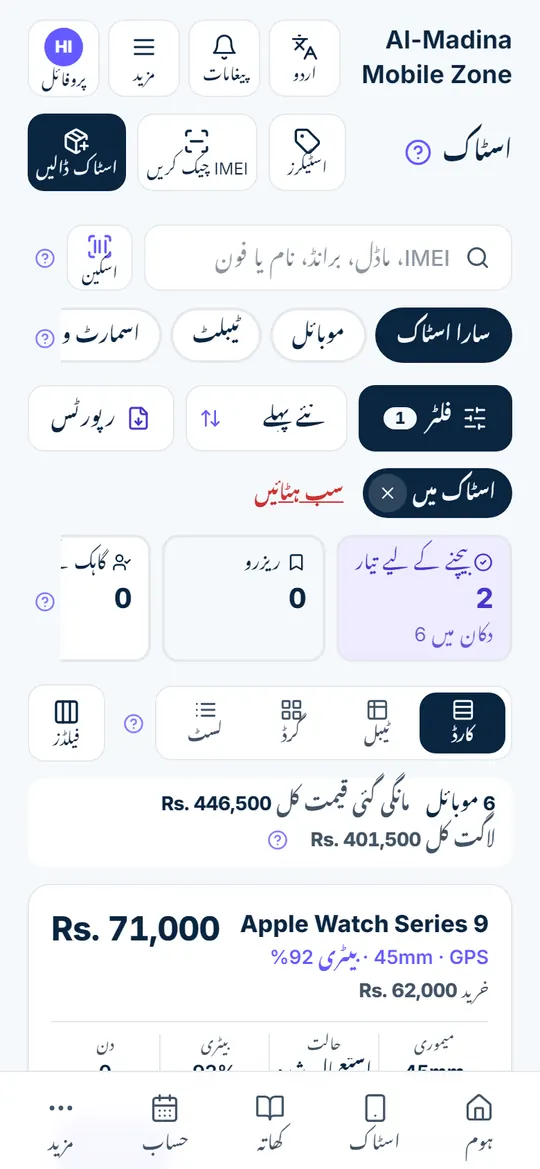 Al-Madina
Mobile Zone
اردو
پیغامات
مزید
HI
پروفائل
اسٹاک
اسٹیکرز
IMEI چیک کریں
اسٹاک ڈالیں
IMEI، ماڈل، برانڈ، نام یا فون
اسکین
سارا اسٹاک
موبائل
ٹیبلٹ
اسمارٹ و
فلٹر 1
نئے پہلے
رپورٹس
اسٹاک میں
سب ہٹائیں
بیچنے کے لیے تیار
2
دکان میں 6
ریزرو
0
گاہک
0
کارڈ
ٹیبل
گرڈ
لسٹ
فیلڈز
6 موبائل مانگی گئی قیمت کل Rs. 446,500
لاگت کل Rs. 401,500
Apple Watch Series 9
Rs. 71,000
45mm · GPS · بیٹری 92%
خرید Rs. 62,000
میموری
حالت
بیٹری
دن
45mm
استعمال شدہ
92%
ہوم
اسٹاک
کھاتہ
حساب
مزید